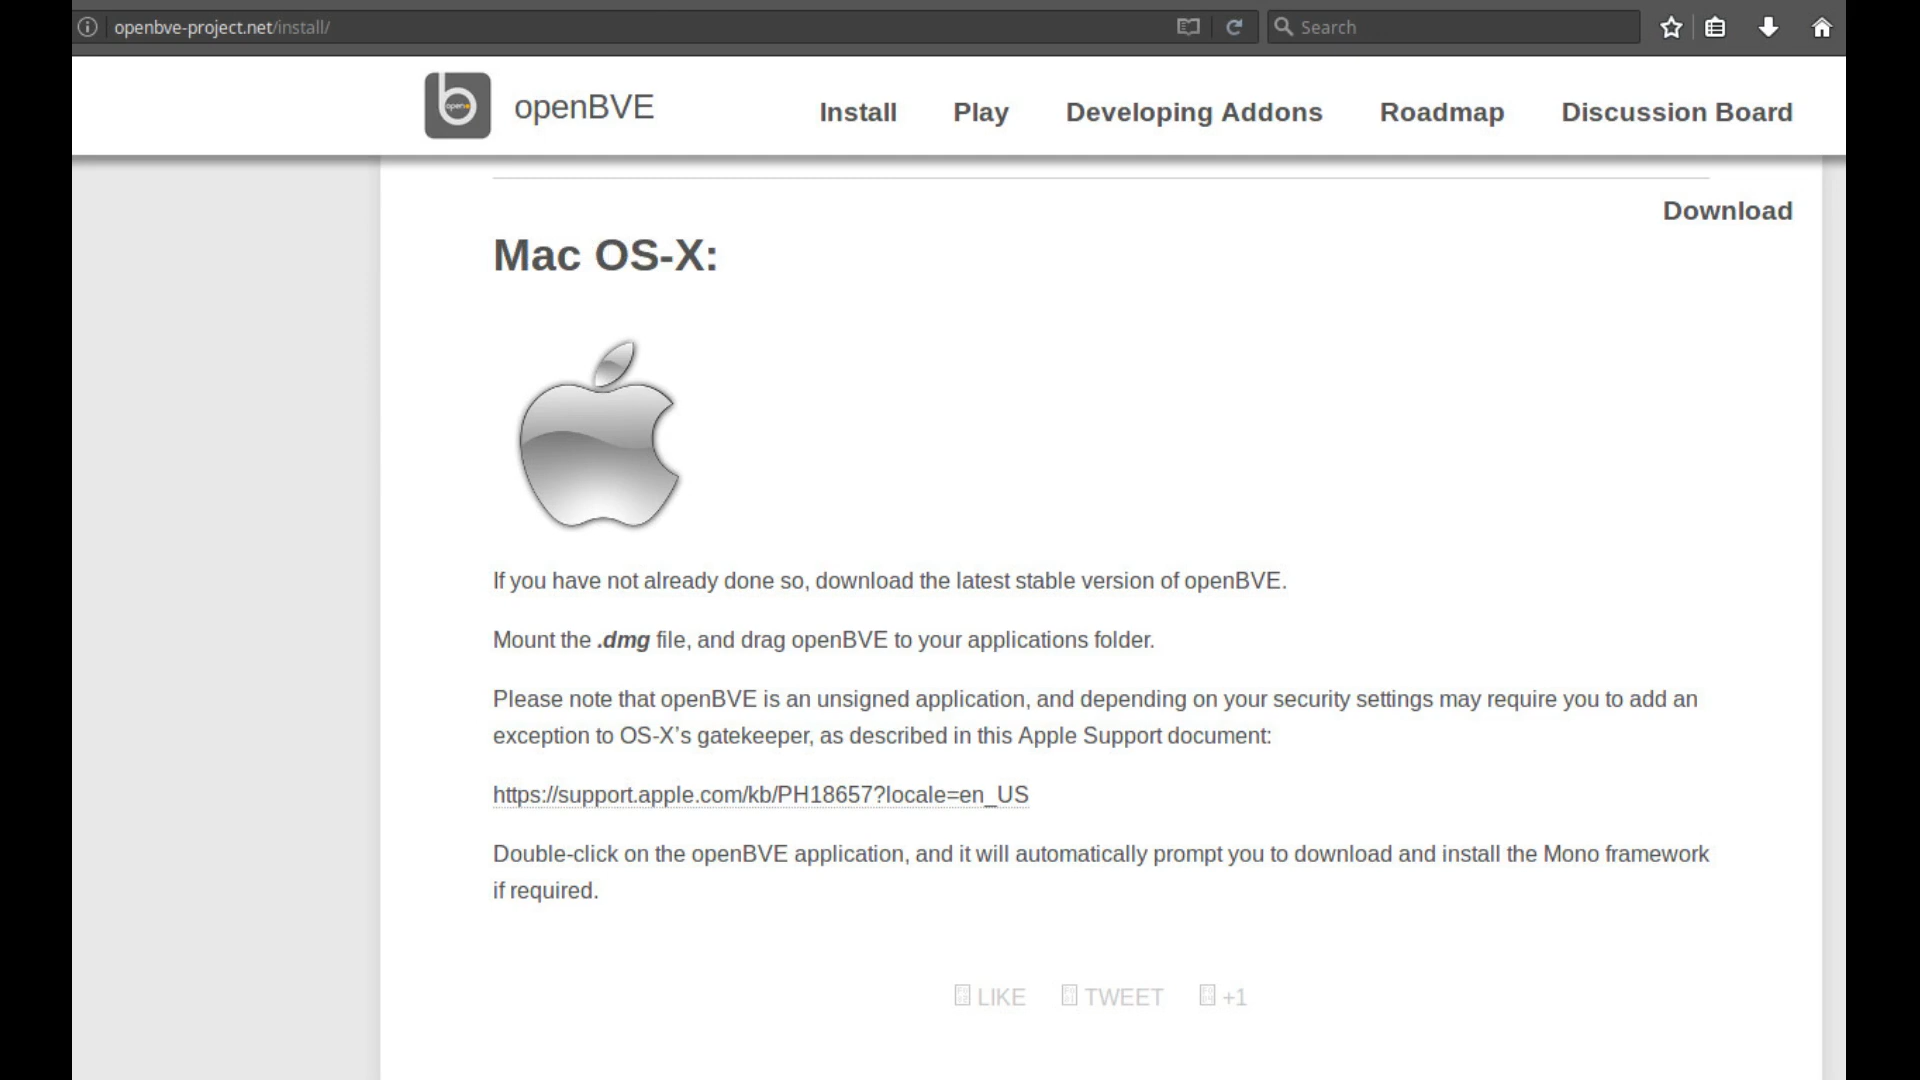 openbve-project.net/install/
Search
open
openBVE
Install
Play
Developing Addons
Roadmap
Discussion Board
Download
Mac OS-X:
If you have not already done so, download the latest stable version of openBVE.
Mount the .dmg file, and drag openBVE to your applications folder.
Please note that openBVE is an unsigned application, and depending on your security settings may require you to add an
exception to OS-X’s gatekeeper, as described in this Apple Support document:
https://support.apple.com/kb/PH18657?locale=en_US
Double-click on the openBVE application, and it will automatically prompt you to download and install the Mono framework
if required.
LIKE
TWEET
+1